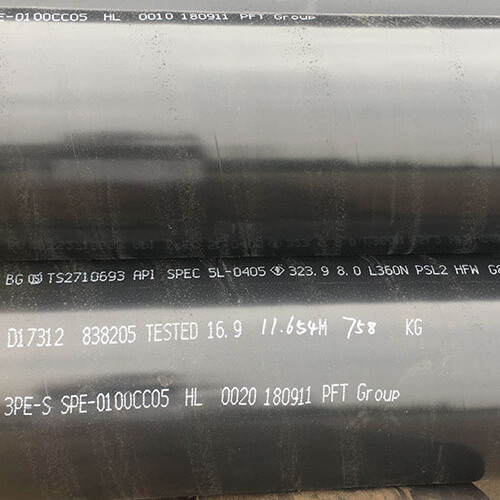 E-0100CC05 HL 0010 180911 PFT Group
BG TS2710693 API SPEC 5L-0405 323.9 8.0 L360N PSL2 HFW G
D17312 838205 TESTED 16.9 11.654M 758 KG
3PE-S SPE-0100CC05 HL 0020 180911 PFT Group